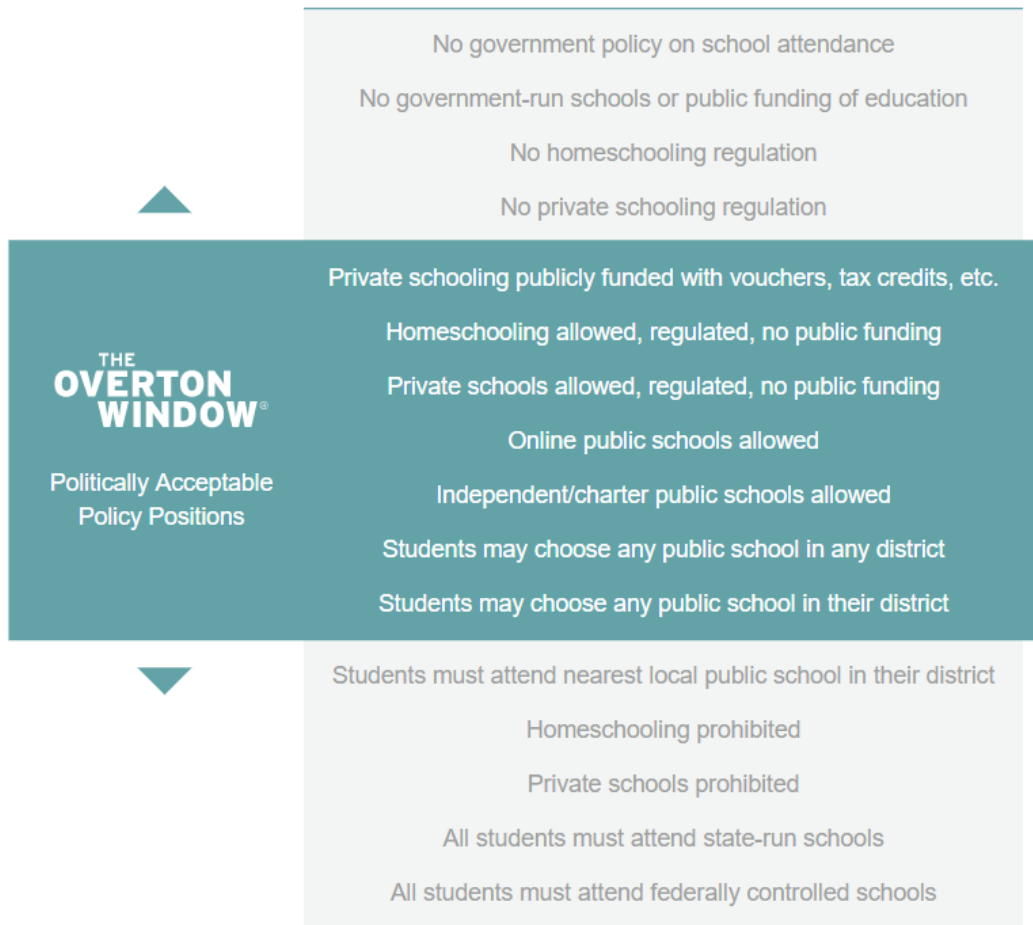 No government policy on school attendance
No government-run schools or public funding of education
No homeschooling regulation
No private schooling regulation
Private schooling publicly funded with vouchers, tax credits, etc.
Homeschooling allowed, regulated, no public funding
Private schools allowed, regulated, no public funding
Online public schools allowed
Independent/charter public schools allowed
Students may choose any public school in any district
Students may choose any public school in their district
THE
OVERTON
WINDOW®
Politically Acceptable
Policy Positions
Students must attend nearest local public school in their district
Homeschooling prohibited
Private schools prohibited
All students must attend state-run schools
All students must attend federally controlled schools